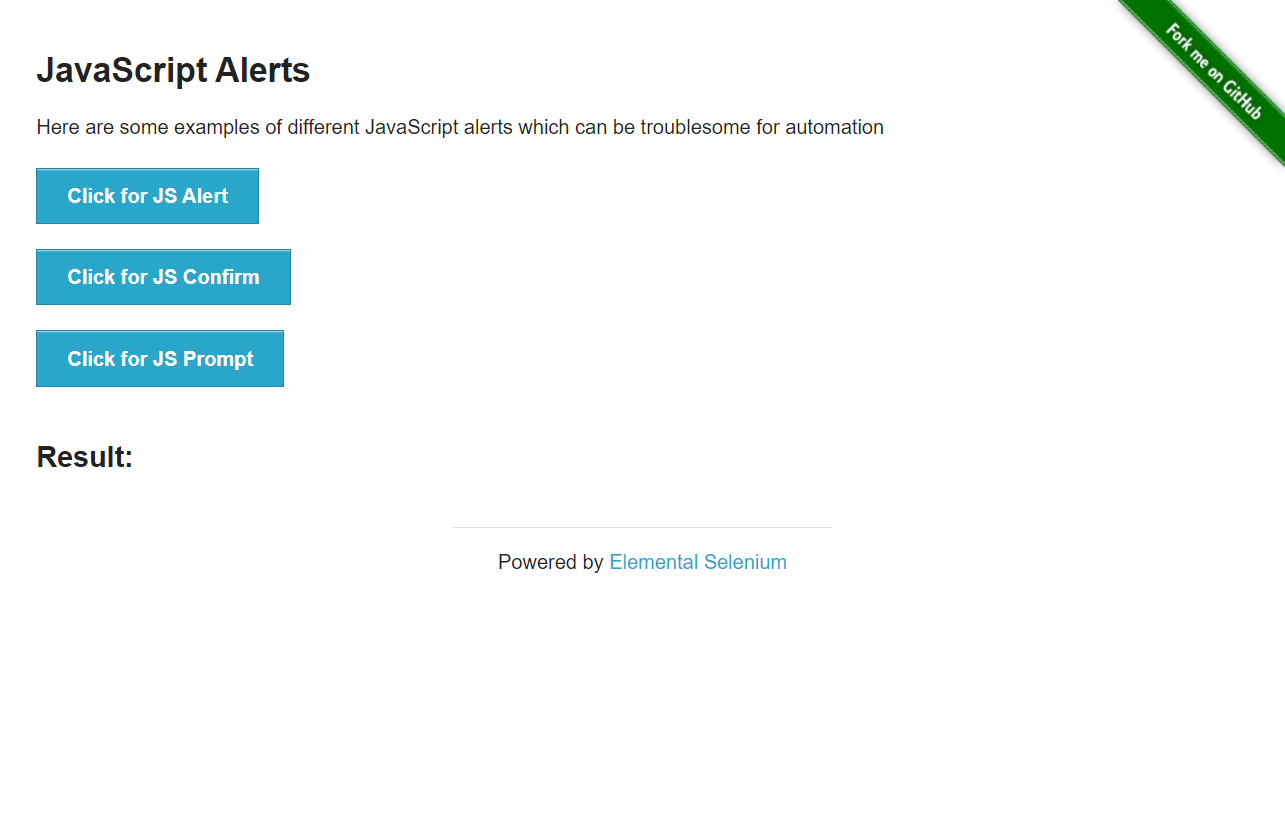 Fork me on GitHub
JavaScript Alerts
Here are some examples of different JavaScript alerts which can be troublesome for automation
Click for JS Alert
Click for JS Confirm
Click for JS Prompt
Result:
Powered by Elemental Selenium